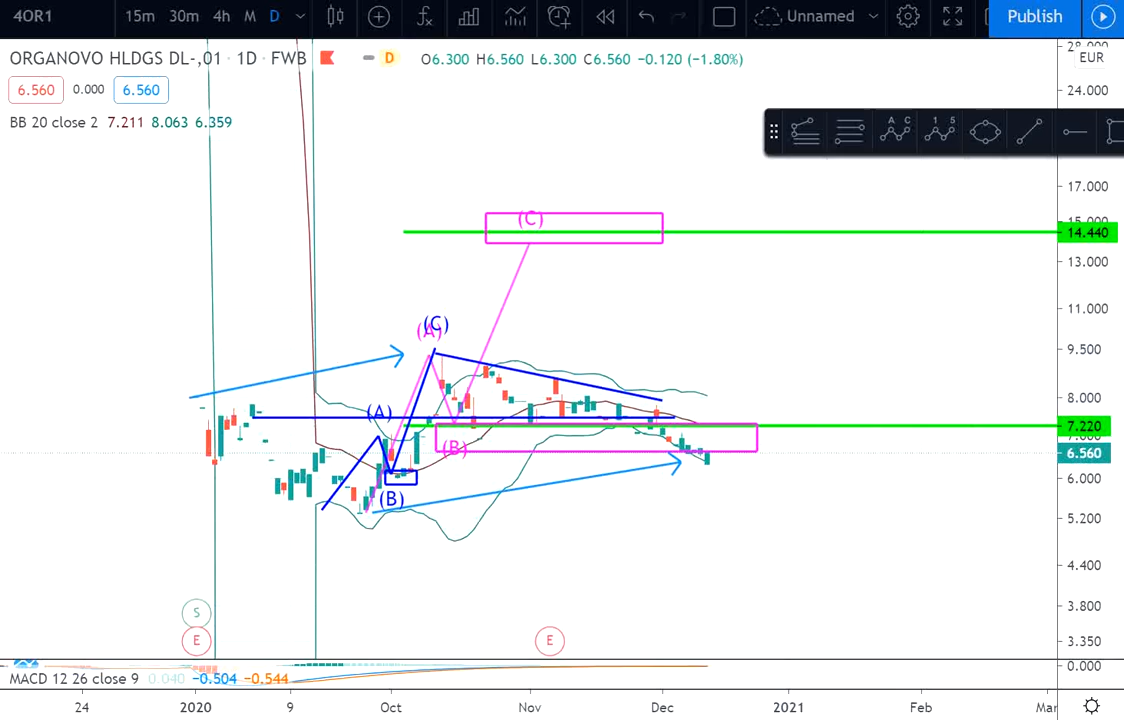 4OR1 15m 30m 4h M D Unnamed Publish
ORGANOVO HLDGS DL-,01 · 1D · FWB D O6.300 H6.560 L6.300 C6.560 −0.120 (−1.80%)
EUR
6.560 0.000 6.560
24.000
BB 20 close 2 7.211 8.063 6.359
A C 1 5
17.000
(C)
14.440
13.000
11.000
(A) (C)
9.500
8.000
(A)
7.220
(B)
6.560
6.000
(B)
5.200
4.400
3.800
S
E E
3.350
0.000
MACD 12 26 close 9 0.040 −0.504 −0.544
24 2020 9 Oct Nov Dec 2021 Feb Mar